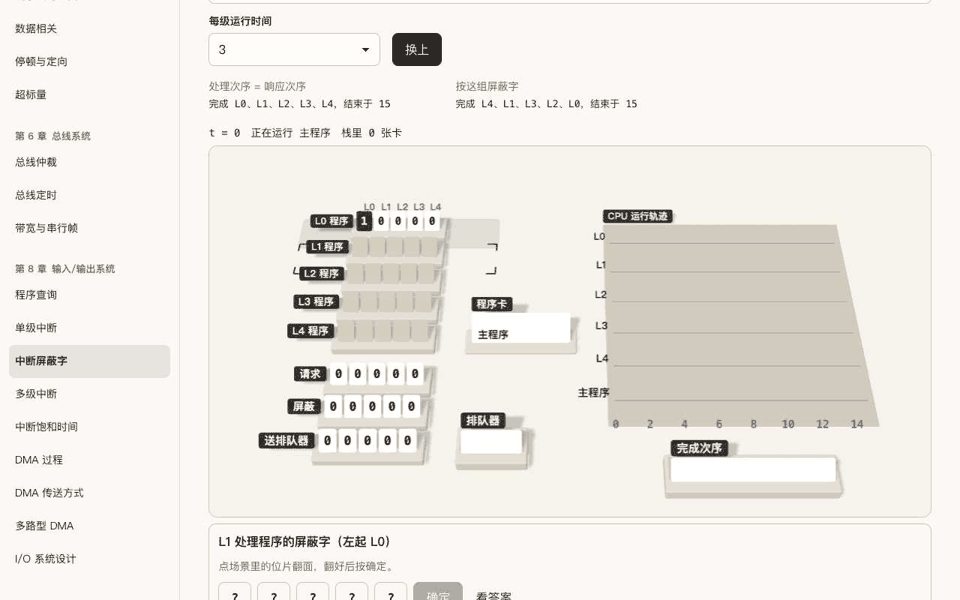 数据相关
停顿与定向
超标量
第 6 章 总线系统
总线仲裁
总线定时
带宽与串行帧
第 8 章 输入/输出系统
程序查询
单级中断
中断屏蔽字
多级中断
中断饱和时间
DMA 过程
DMA 传送方式
多路型 DMA
I/O 系统设计
每级运行时间
3
换上
处理次序 = 响应次序
完成 L0、L1、L2、L3、L4，结束于 15
按这组屏蔽字
完成 L4、L1、L3、L2、L0，结束于 15
t = 0 正在运行 主程序 栈里 0 张卡
L0 L1 L2 L3 L4
L0 程序 1 0 0 0 0
L1 程序
L2 程序
L3 程序
L4 程序
请求 0 0 0 0 0
屏蔽 0 0 0 0 0
送排队器 0 0 0 0 0
程序卡
主程序
排队器
CPU 运行轨迹
L0
L1
L2
L3
L4
主程序
0 2 4 6 8 10 12 14
完成次序
L1 处理程序的屏蔽字（左起 L0）
点场景里的位片翻面，翻好后按确定。
? ? ? ? ? 确定 看答案